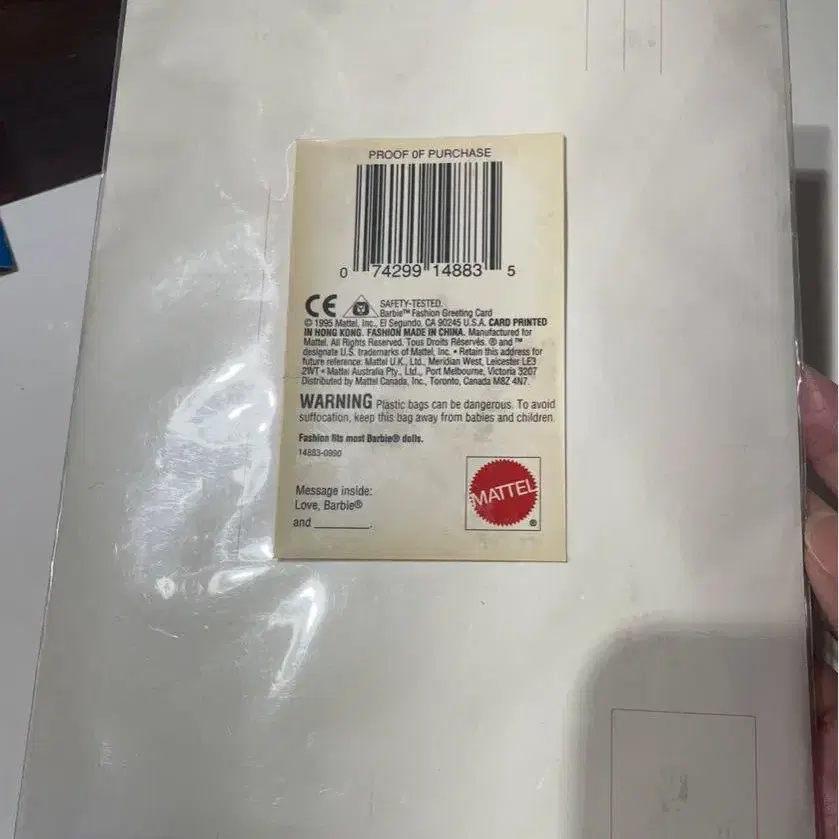 PROOF OF PURCHASE
0 74299 14883 5
CE SAFETY-TESTED.
Barbie™ Fashion Greeting Card
© 1995 Mattel, Inc., El Segundo, CA 90245 U.S.A. CARD PRINTED
IN HONG KONG. FASHION MADE IN CHINA. Manufactured for
Mattel. All Rights Reserved. Tous Droits Réservés. ® and ™
designate U.S. trademarks of Mattel, Inc. • Retain this address for
future reference: Mattel U.K., Ltd., Meridian West, Leicester LE3
2WT • Mattel Australia Pty., Ltd., Port Melbourne, Victoria 3207
Distributed by Mattel Canada, Inc., Toronto, Canada M8Z 4N7.
WARNING Plastic bags can be dangerous. To avoid
suffocation, keep this bag away from babies and children
Fashion fits most Barbie® dolls.
14883-0990
Message inside:
Love, Barbie®
and ________.
MATTEL
®